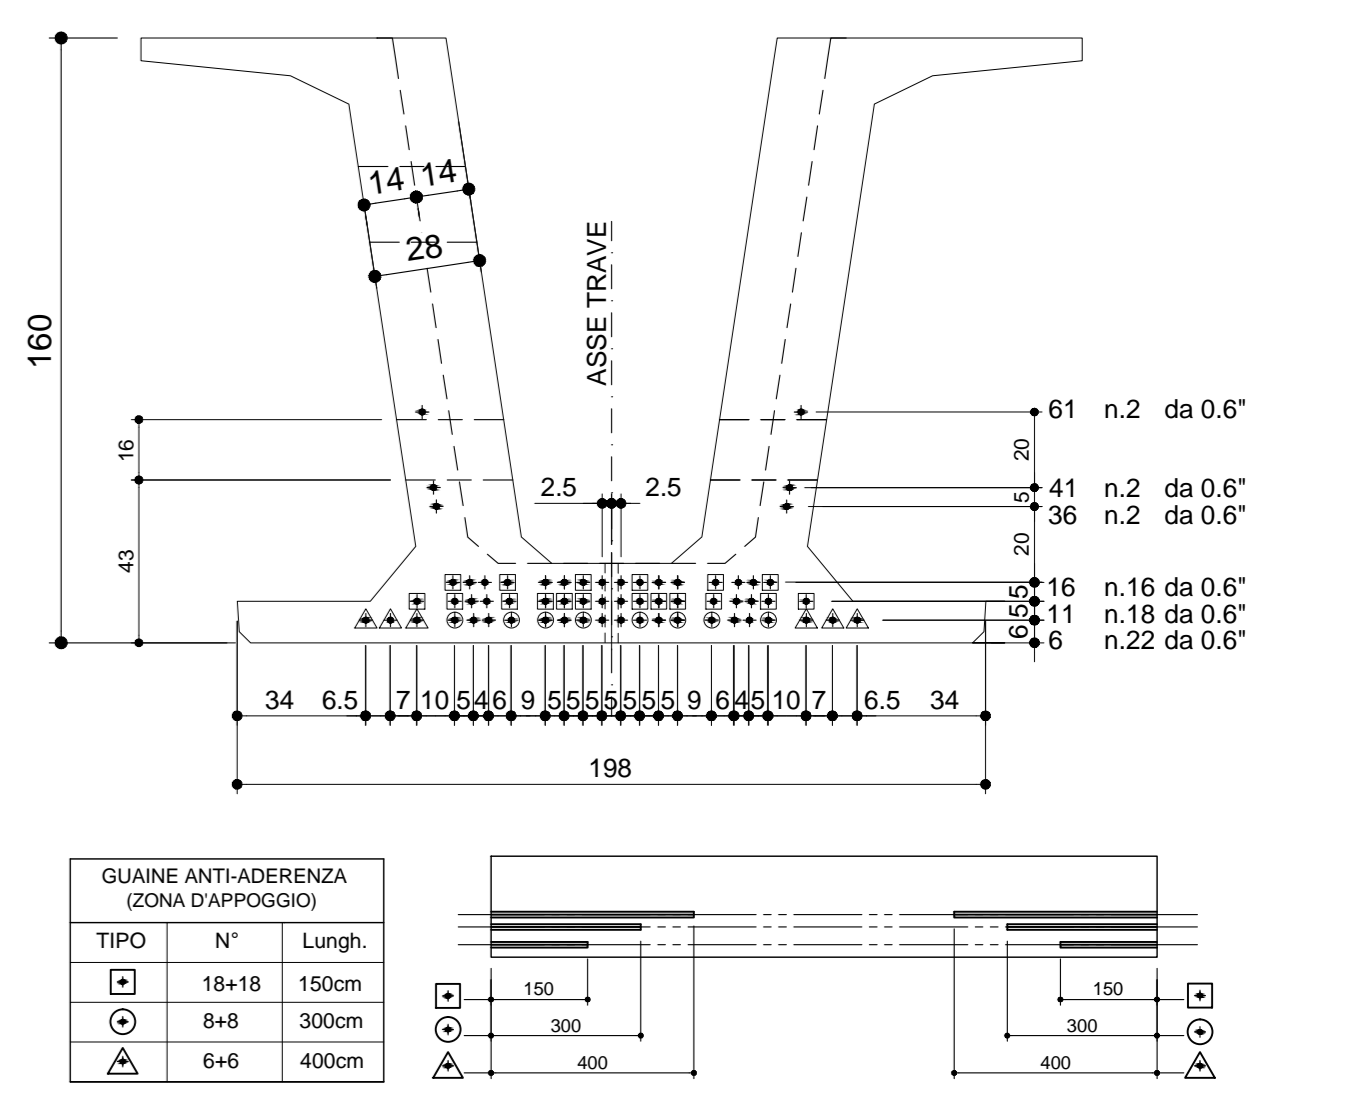 14 14
28
160
ASSE TRAVE
16
43
2.5 2.5
61 n.2 da 0.6"
20
41 n.2 da 0.6"
5
36 n.2 da 0.6"
20
16 n.16 da 0.6"
5
11 n.18 da 0.6"
5
6 n.22 da 0.6"
6
34 6.5 7 10 5 4 6 9 5 5 5 5 5 5 5 9 6 4 5 10 7 6.5 34
198
GUAINE ANTI-ADERENZA
(ZONA D'APPOGGIO)
TIPO N° Lungh.
18+18 150cm
8+8 300cm
6+6 400cm
150 150
300 300
400 400